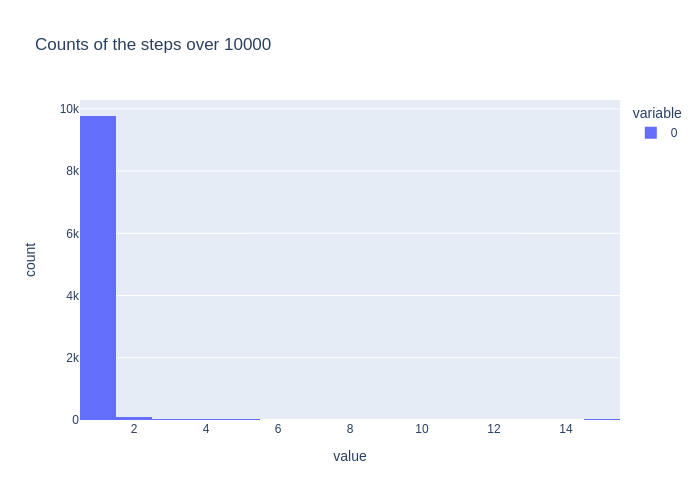 Counts of the steps over 10000
variable
0
count
10k
8k
6k
4k
2k
0
2
4
6
8
10
12
14
value